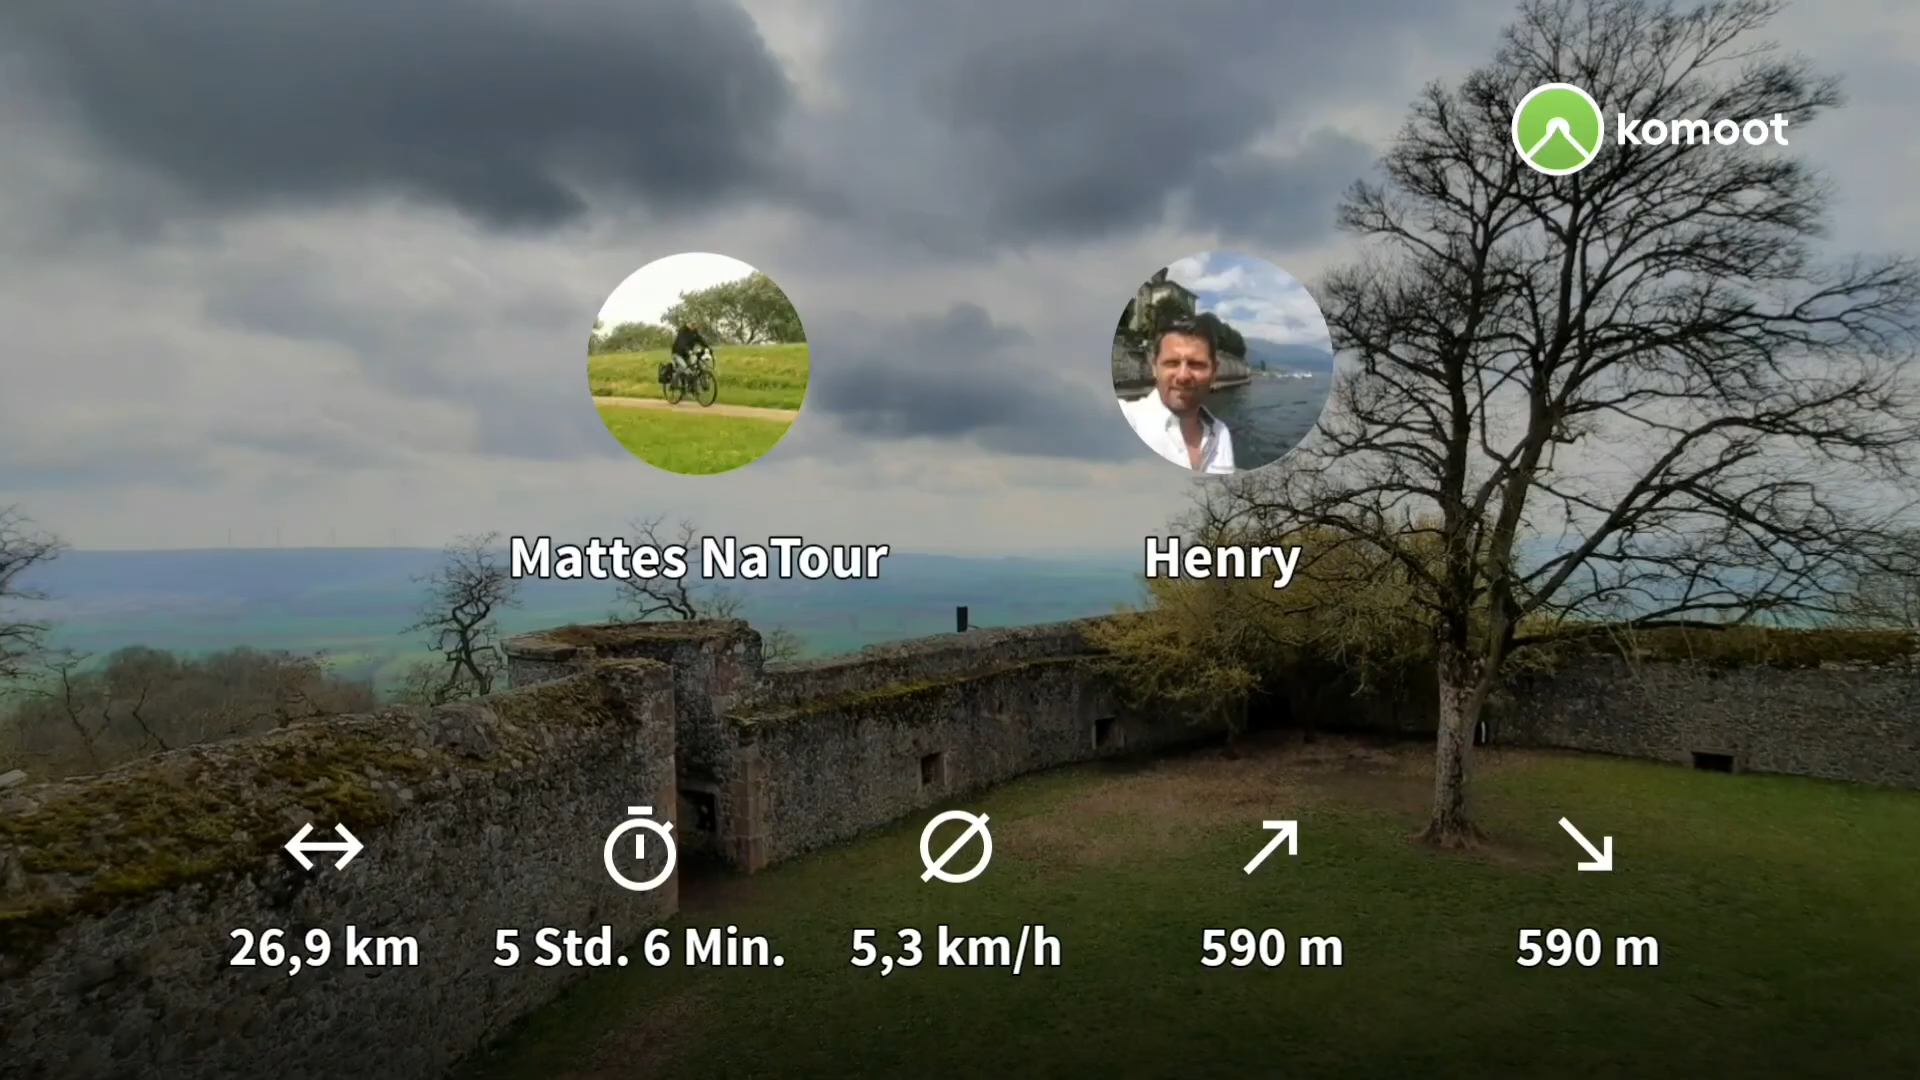 komoot
Mattes NaTour
Henry
26,9 km
5 Std. 6 Min.
5,3 km/h
590 m
590 m